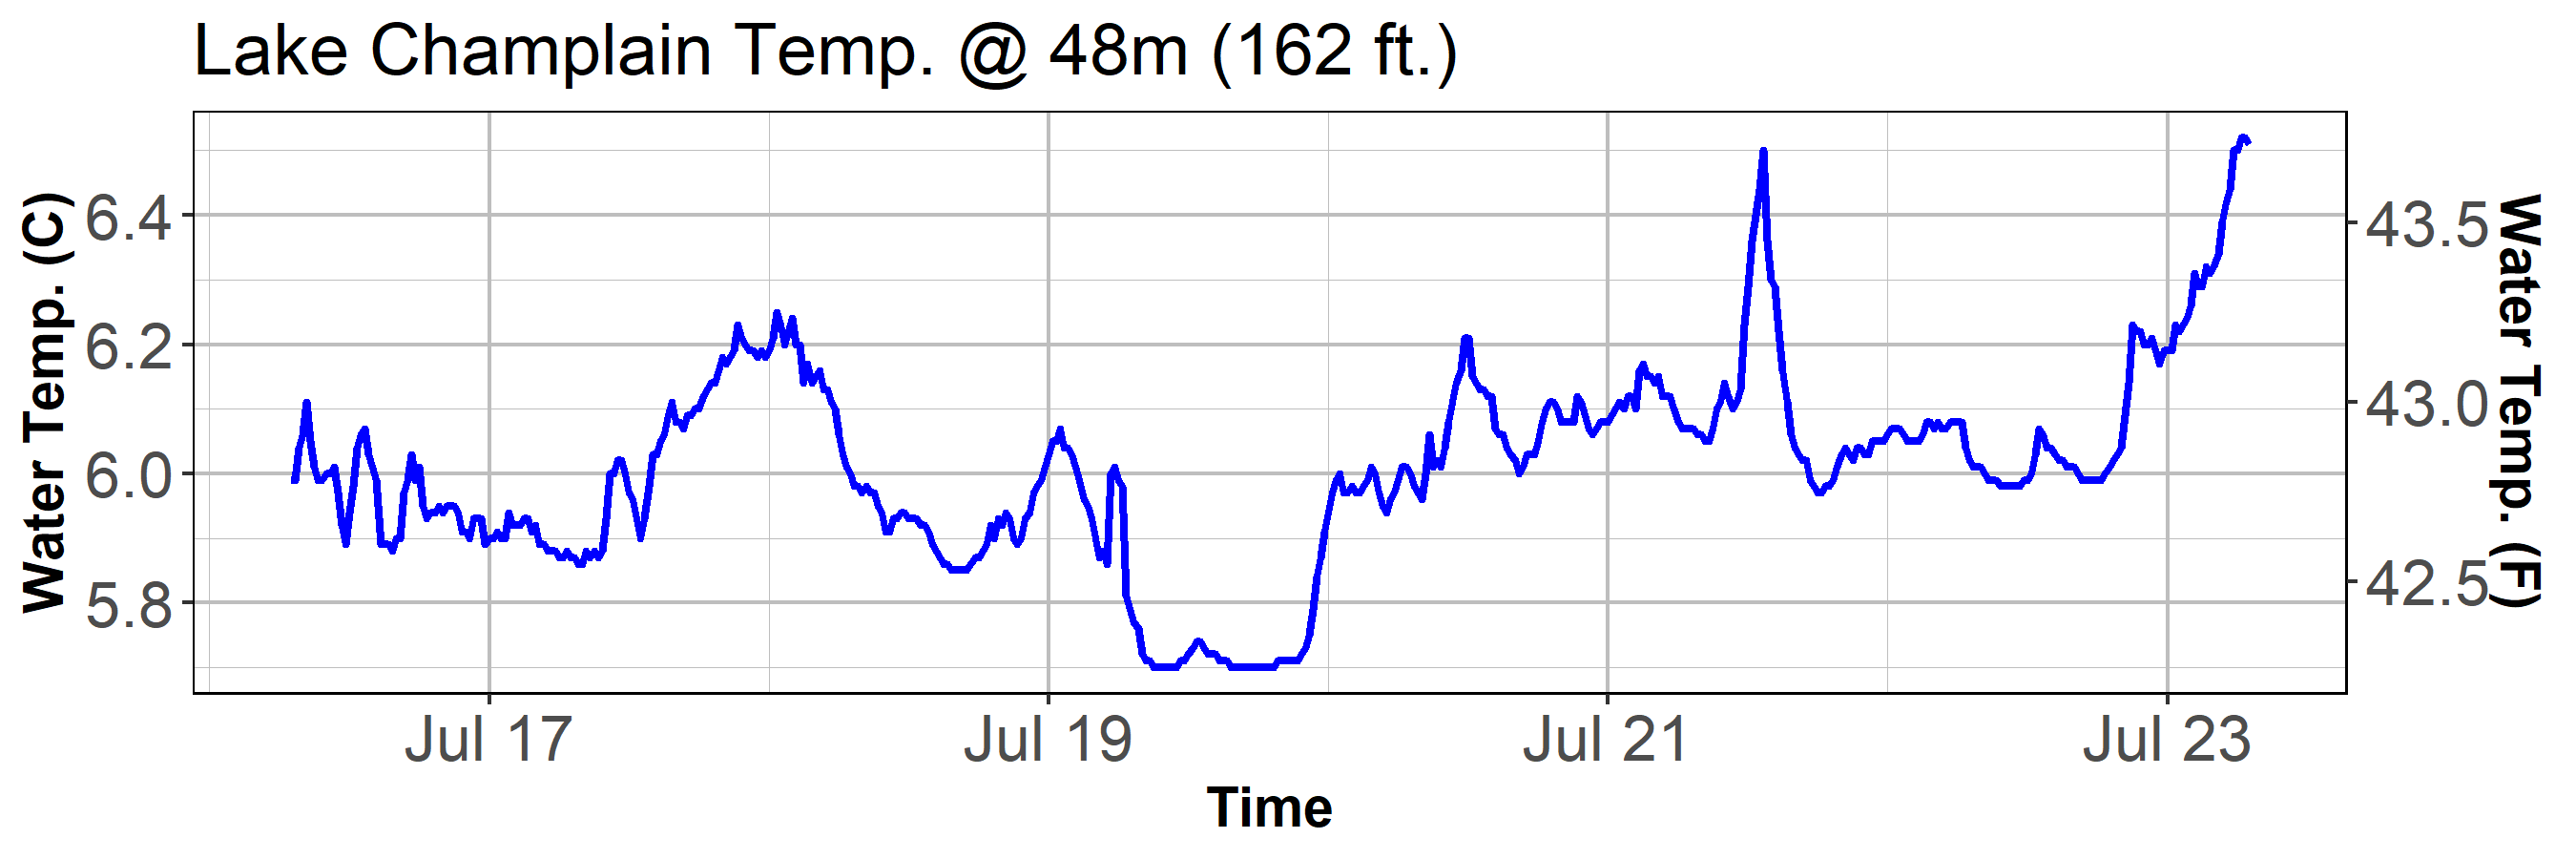 Lake Champlain Temp. @ 48m (162 ft.)
Water Temp. (C)
6.4
6.2
6.0
5.8
43.5
43.0
42.5
Water Temp. (F)
Jul 17
Jul 19
Jul 21
Jul 23
Time